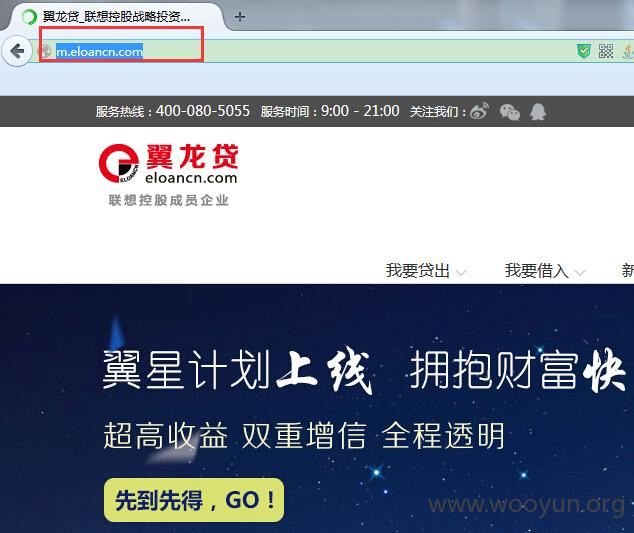 翼龙贷_联想控股战略投资...
m.eloancn.com
服务热线：400-080-5055 服务时间：9:00 - 21:00 关注我们：
翼龙贷
eloancn.com
ELOANCN
联想控股成员企业
我要贷出 我要借入 新
翼星计划上线 拥抱财富快
超高收益 双重增信 全程透明
先到先得，GO！
www.wooyun.org